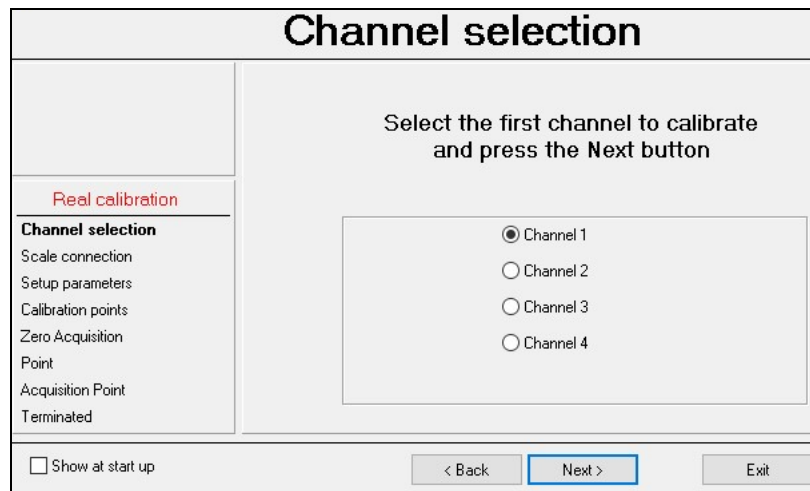 Channel selection
Select the first channel to calibrate
and press the Next button
Real calibration
Channel selection
Scale connection
Setup parameters
Calibration points
Zero Acquisition
Point
Acquisition Point
Terminated
Channel 1
Channel 2
Channel 3
Channel 4
Show at start up
< Back
Next >
Exit